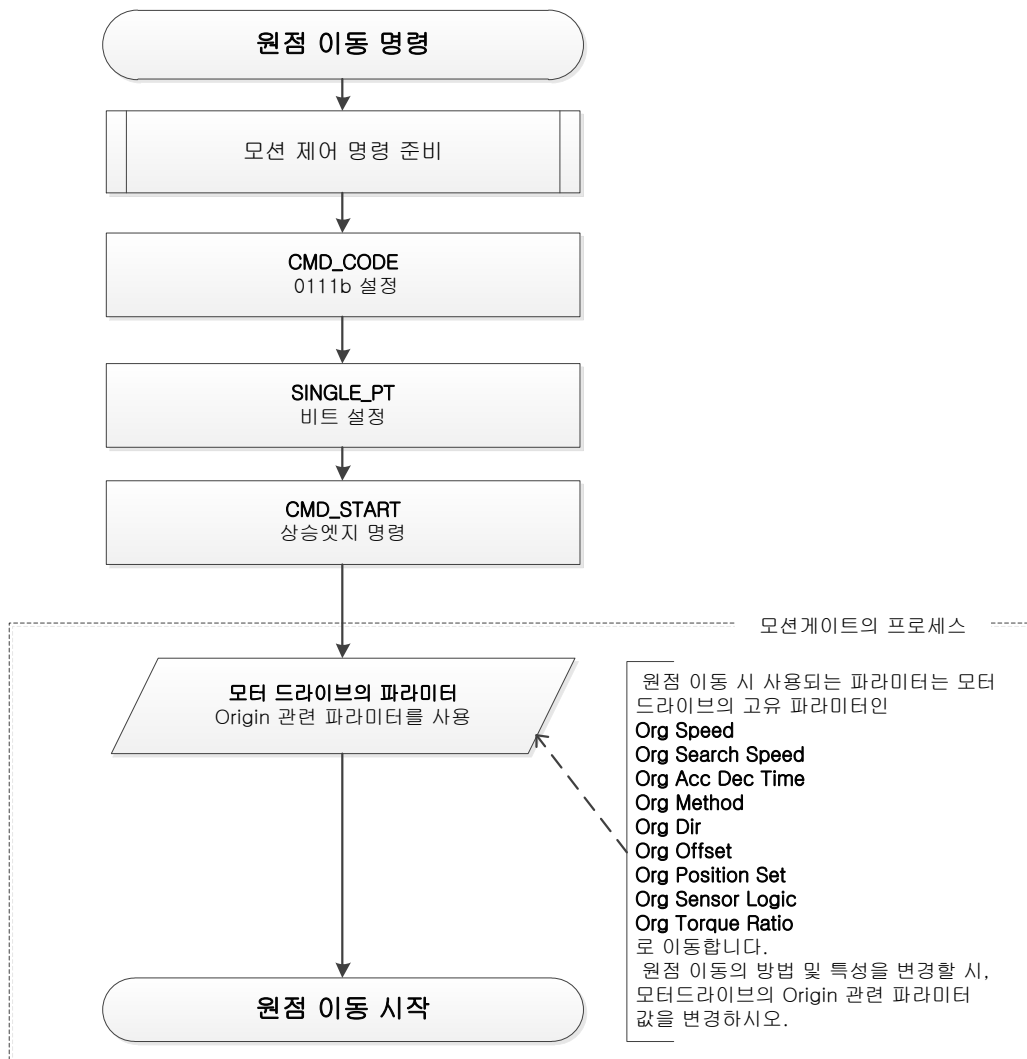 원점 이동 명령
모션 제어 명령 준비
CMD_CODE
0111b 설정
SINGLE_PT
비트 설정
CMD_START
상승엣지 명령
모션게이트의 프로세스
모터 드라이브의 파라미터
Origin 관련 파라미터를 사용
원점 이동 시 사용되는 파라미터는 모터
드라이브의 고유 파라미터인
Org Speed
Org Search Speed
Org Acc Dec Time
Org Method
Org Dir
Org Offset
Org Position Set
Org Sensor Logic
Org Torque Ratio
로 이동합니다.
원점 이동의 방법 및 특성을 변경할 시,
모터드라이브의 Origin 관련 파라미터
값을 변경하시오.
원점 이동 시작